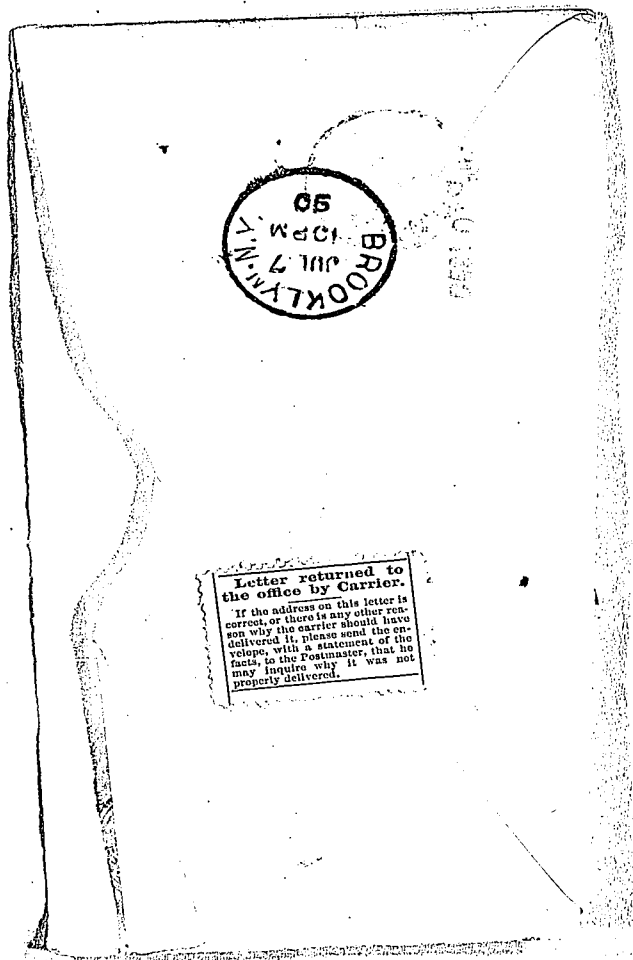 BROOKLYN.N.Y.
JUL 7
10 PM
Letter returned to
the office by Carrier.
If the address on this letter is
correct, or there is any other rea-
son why the carrier should have
delivered it, please send the en-
velope, with a statement of the
facts, to the Postmaster, that he
may inquire why it was not
properly delivered.